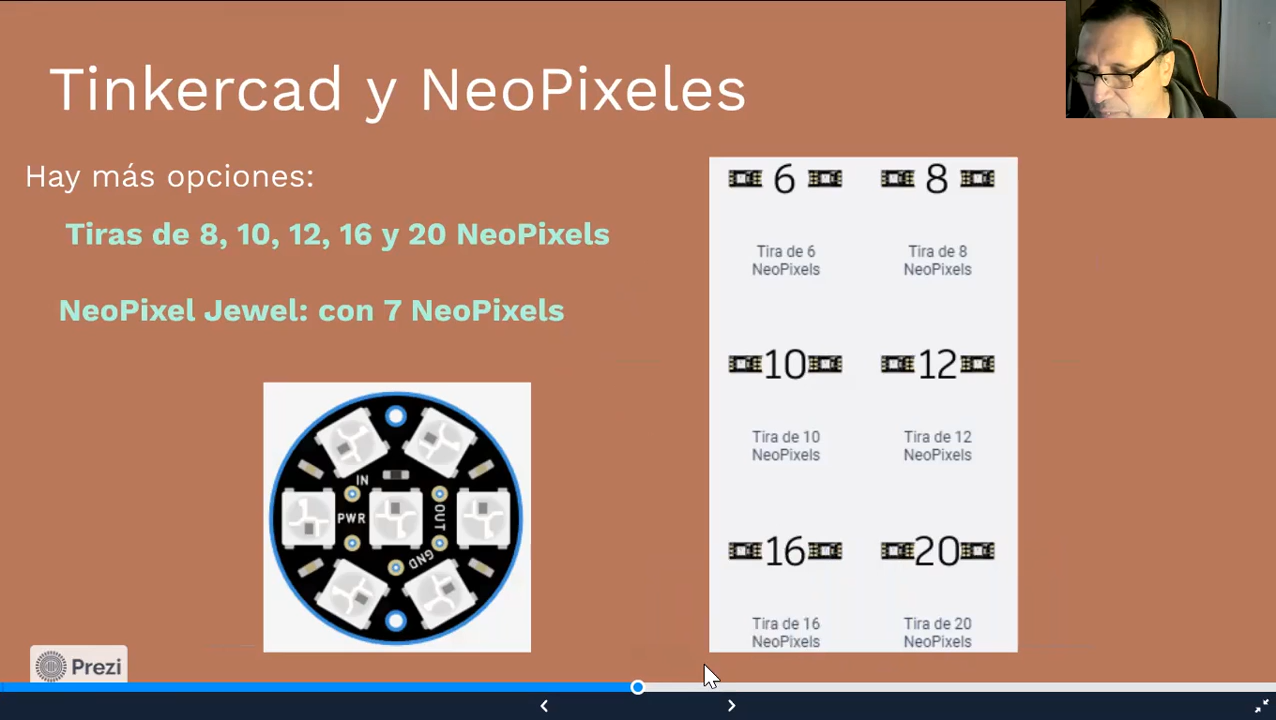 Tinkercad y NeoPixeles
Hay más opciones:
Tiras de 8, 10, 12, 16 y 20 NeoPixels
NeoPixel Jewel: con 7 NeoPixels
IN
PWR
OUT
GND
6
8
Tira de 6
NeoPixels
Tira de 8
NeoPixels
10
12
Tira de 10
NeoPixels
Tira de 12
NeoPixels
16
20
Tira de 16
NeoPixels
Tira de 20
NeoPixels
Prezi